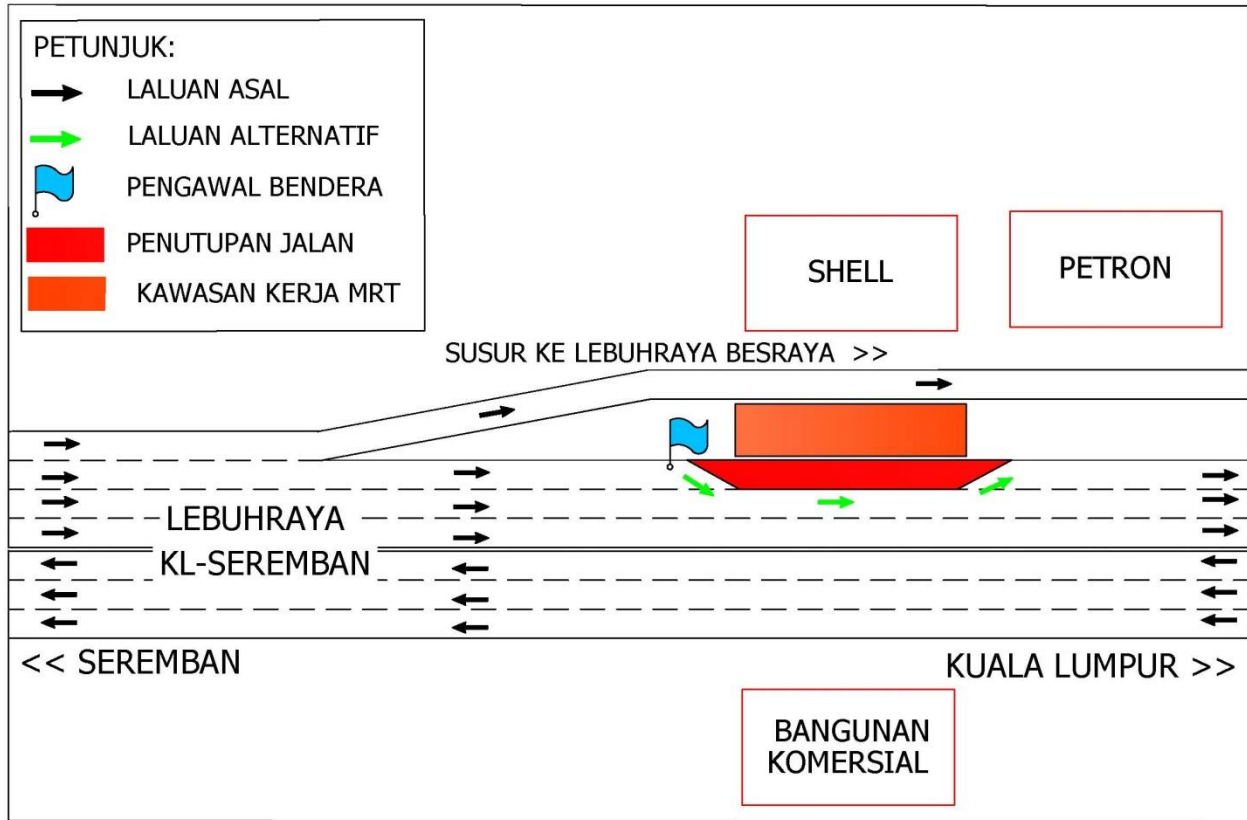 PETUNJUK:
LALUAN ASAL
LALUAN ALTERNATIF
PENGAWAL BENDERA
PENUTUPAN JALAN
KAWASAN KERJA MRT
SHELL
PETRON
SUSUR KE LEBUHRAYA BESRAYA >>
LEBUHRAYA
KL-SEREMBAN
<< SEREMBAN
KUALA LUMPUR >>
BANGUNAN
KOMERSIAL